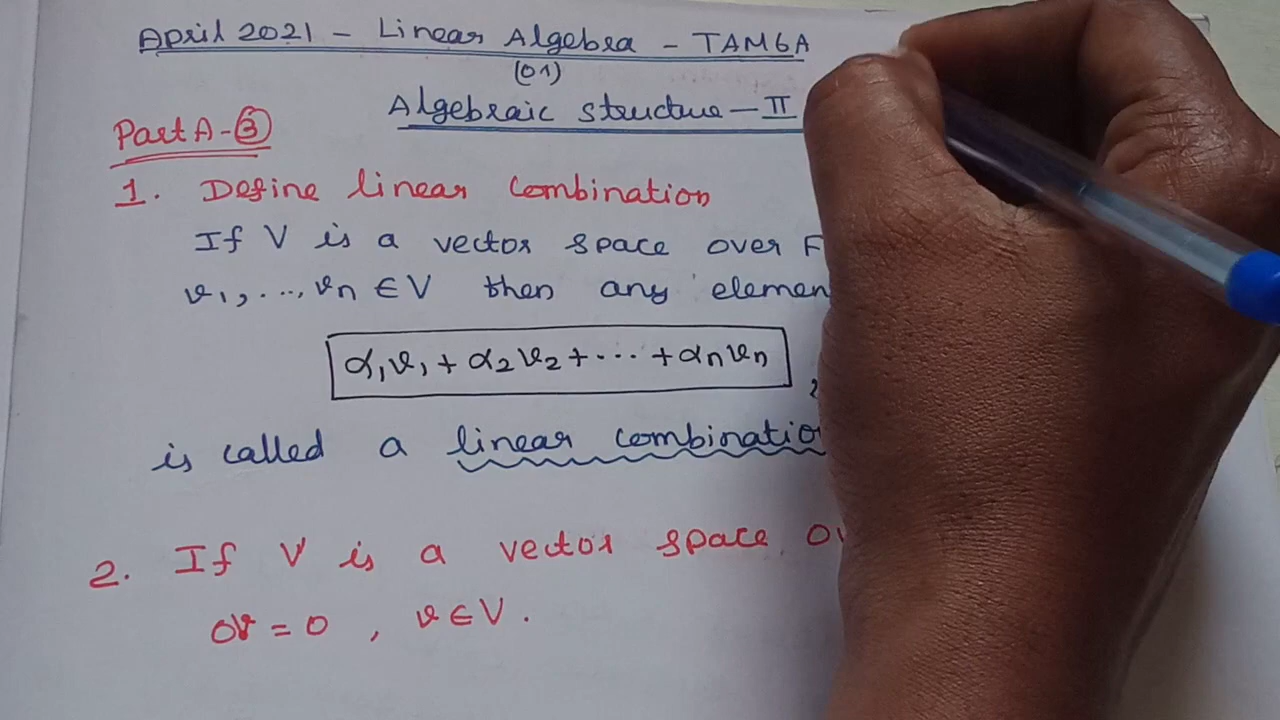 April 2021 - Linear Algebra - TAM6A
(01)
Algebraic structure - II
Part A - 3
1. Define linear combination
If V is a vector space over F
v1, ..., vn ∈ V then any elemen
α1v1 + α2v2 + ... + αnvn
is called a linear combinatio
2. If V is a vector space
0v = 0 , v ∈ V.